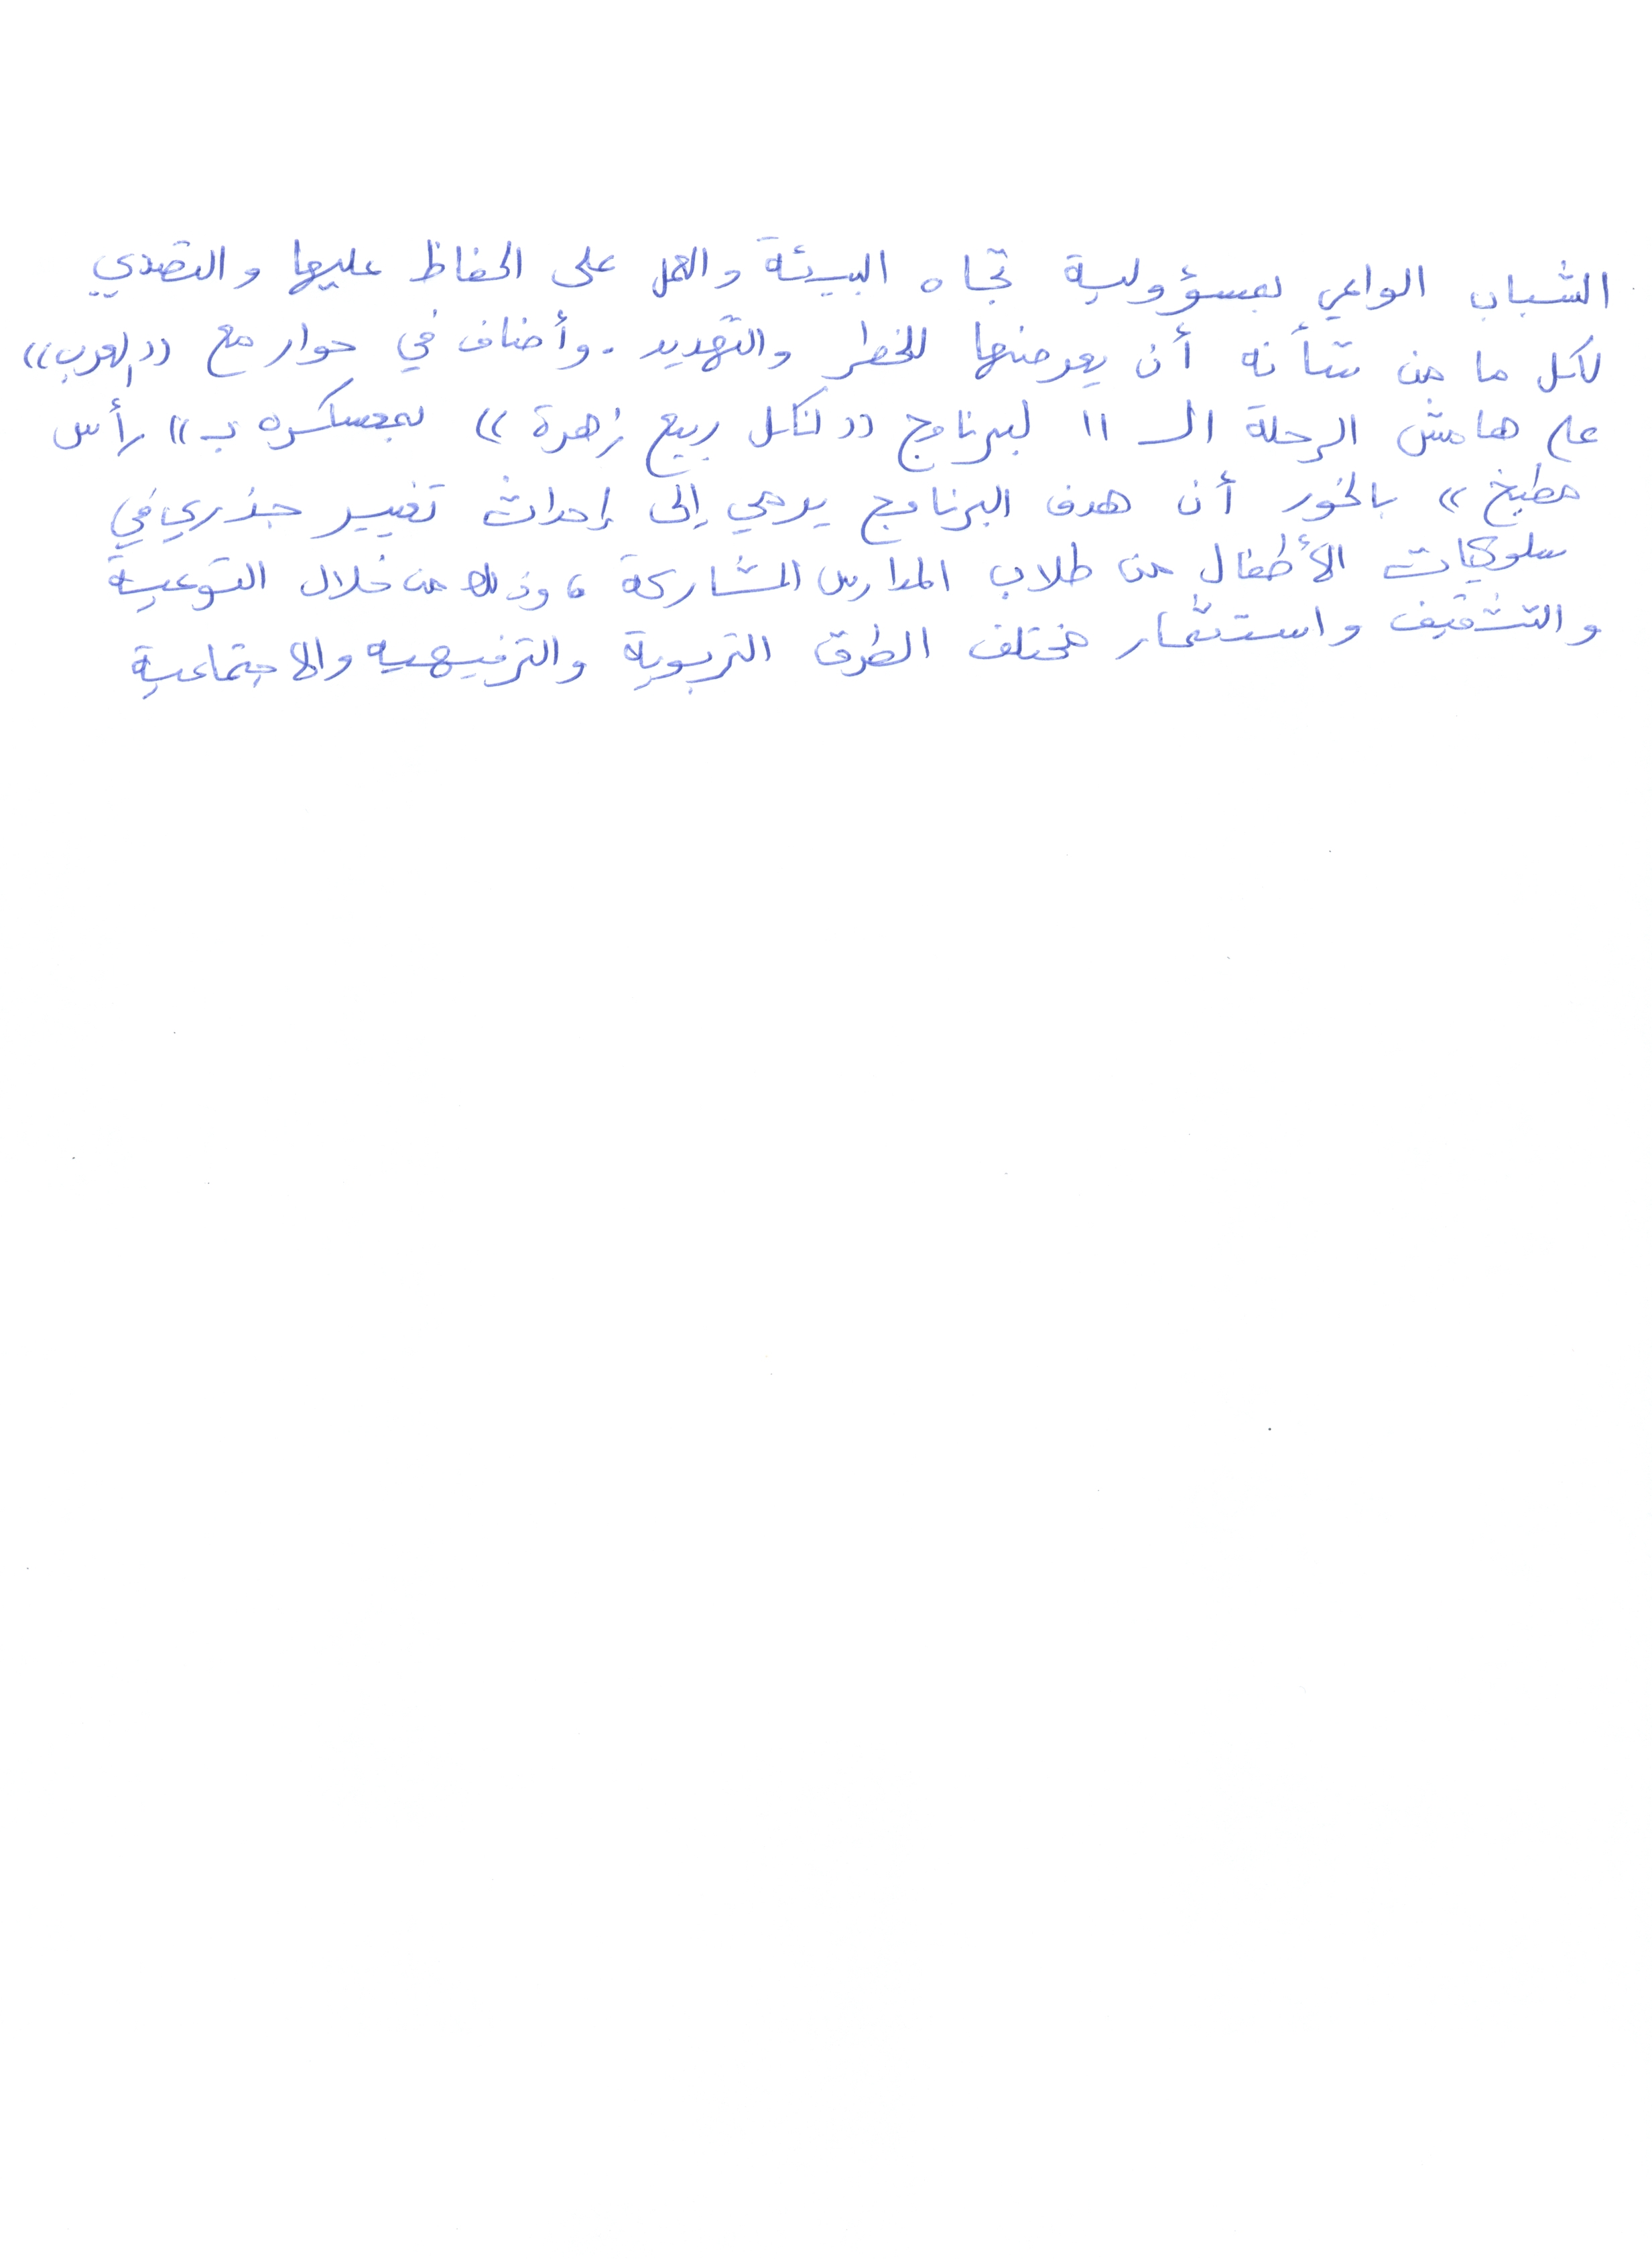 الشباب الواعي بمسؤولية تجاه البيئة والعمل على الحفاظ عليها والتصدي
لكل ما من شأنه أن يعرضها للخطر والتهديد. وأضاف في حوار مع «العرب»
على هامش الرحلة الـ 11 لبرنامج «لكل ربيع زهرة» بمعسكره بـ «رأس
مطبخ» بالخور أن هدف البرنامج يرمي إلى إحداث تغيير جذري في
سلوكيات الأطفال من طلاب المدارس المشاركة، وذلك من خلال التوعية
والتثقيف واستثمار مختلف الطرق التربوية والترفيهيه والاجتماعية